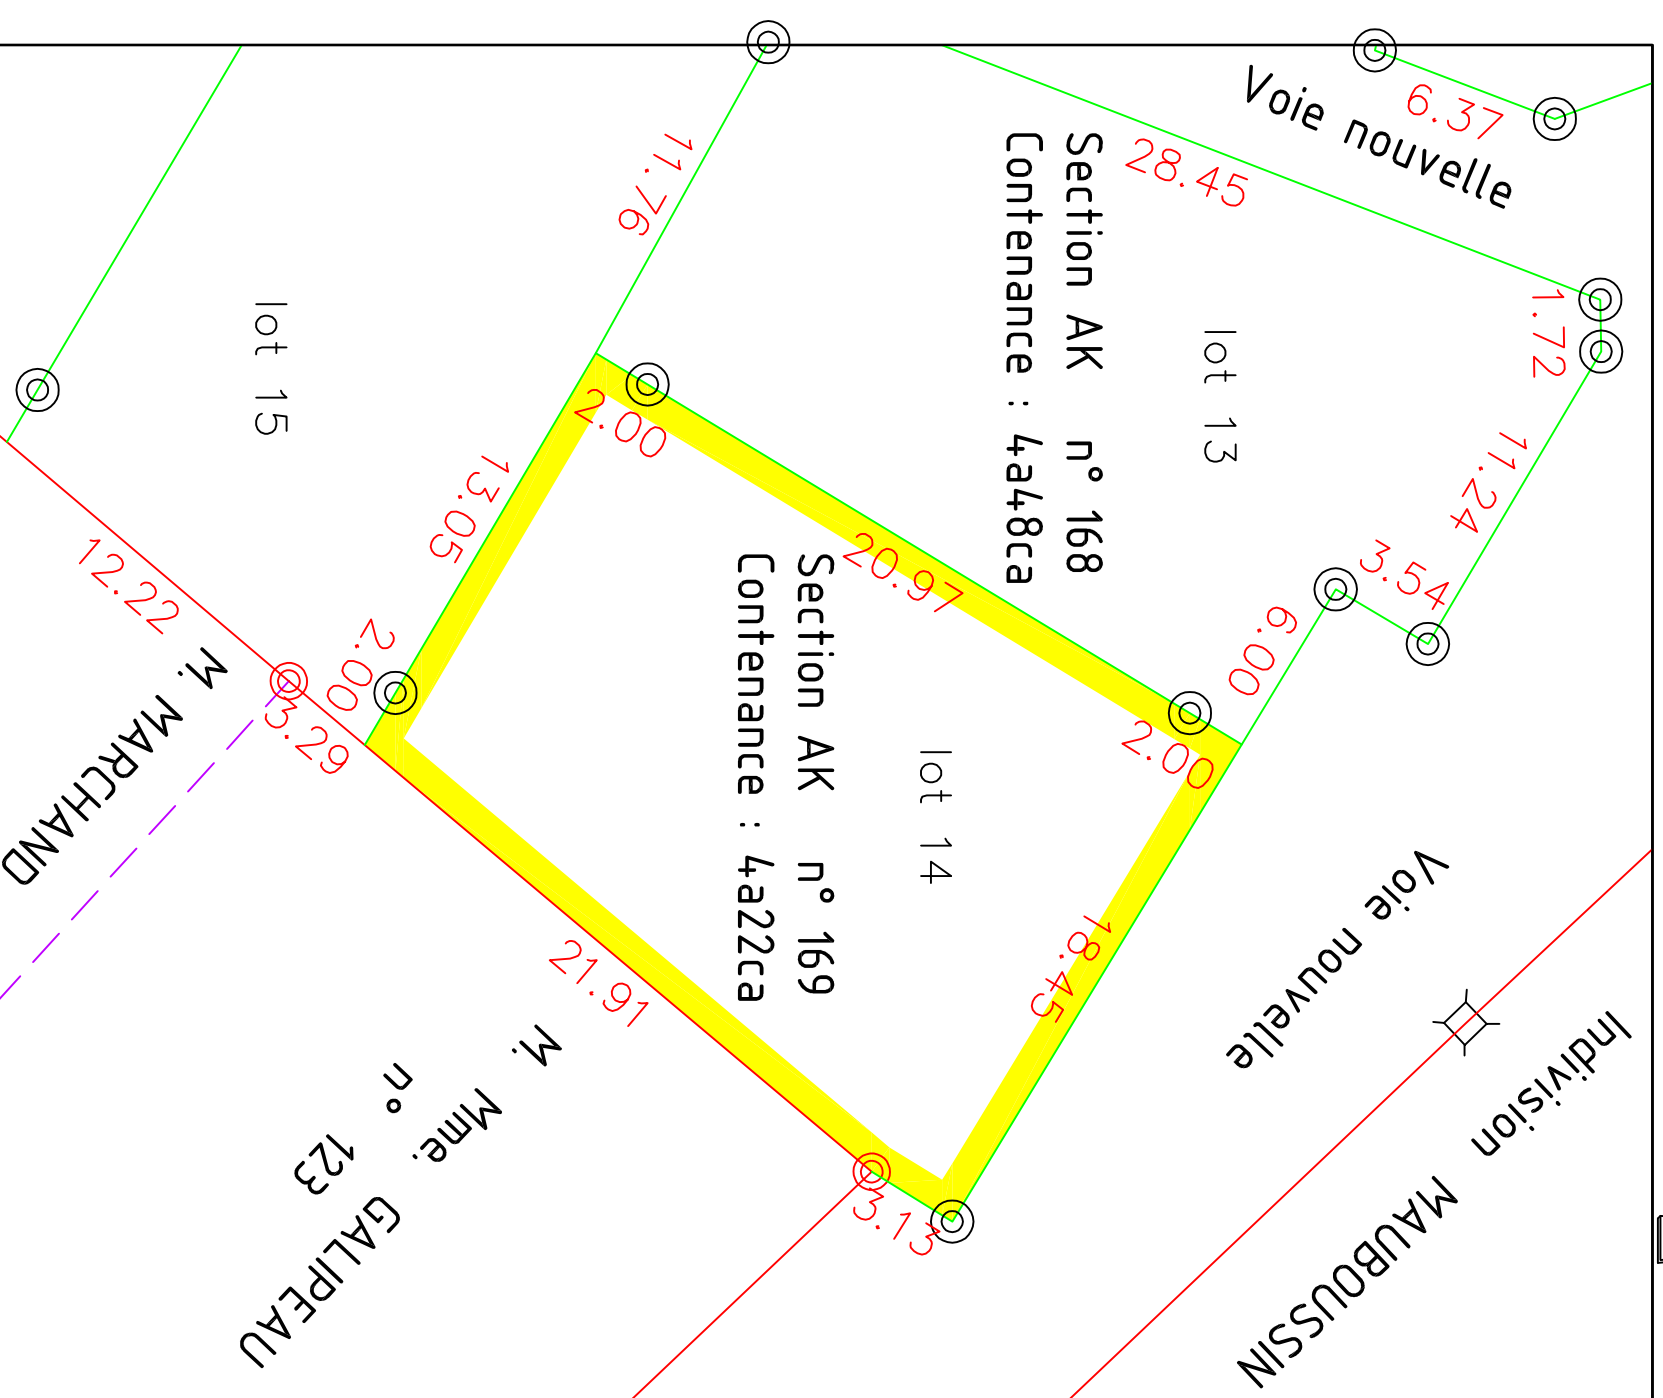 6.37
Voie nouvelle
28.45
11.76
Section AK n° 168
Contenance : 4a48ca
lot 13
1.72
11.24
3.54
6.00
lot 15
2.00
20.97
2.00
13.05
2.00
12.22
3.29
Section AK n° 169
Contenance : 4a22ca
lot 14
18.45
21.91
3.13
M. MARCHAND
M. Mme. GALIPEAU
n° 123
Voie nouvelle
Indivision MAUBOUSSIN